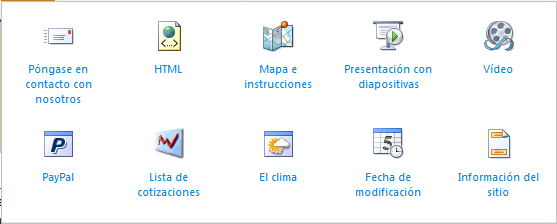 Póngase en
contacto con
nosotros
HTML
Mapa e
instrucciones
Presentación con
diapositivas
Vídeo
PayPal
Lista de
cotizaciones
El clima
Fecha de
modificación
Información del
sitio